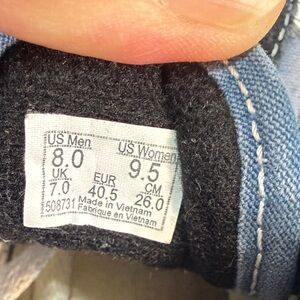 US Men US Women
8.0 9.5
UK EUR CM
7.0 40.5 26.0
508731 Made in Vietnam
Fabrique en Vietnam